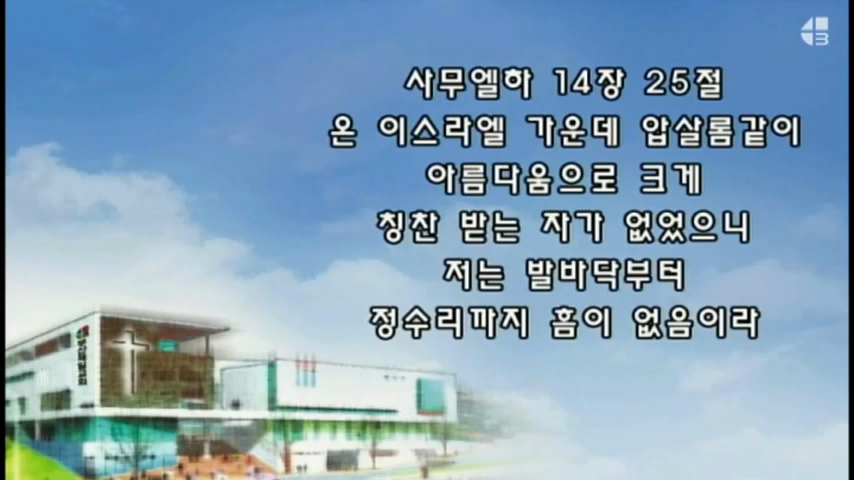 사무엘하 14장 25절
온 이스라엘 가운데 압살롬같이
아름다움으로 크게
칭찬 받는 자가 없었으니
저는 발바닥부터
정수리까지 흠이 없음이라